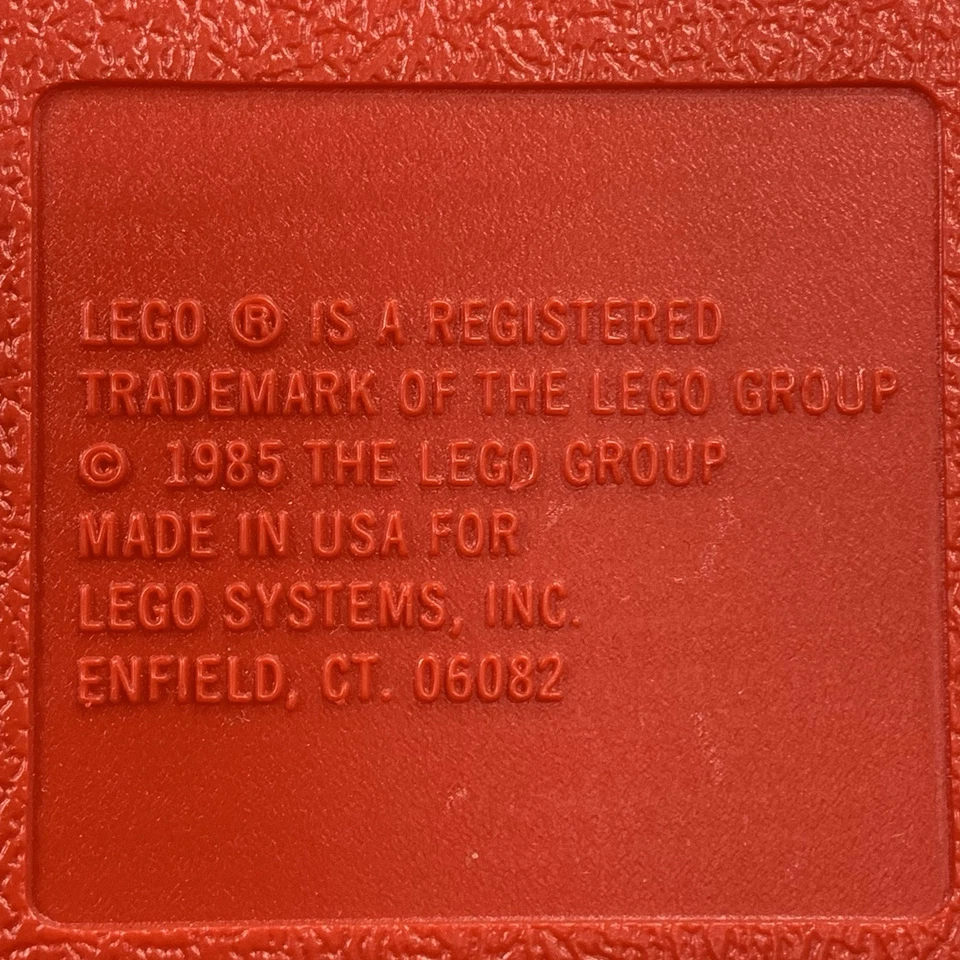 LEGO ® IS A REGISTERED
TRADEMARK OF THE LEGO GROUP
© 1985 THE LEGO GROUP
MADE IN USA FOR
LEGO SYSTEMS, INC.
ENFIELD, CT. 06082